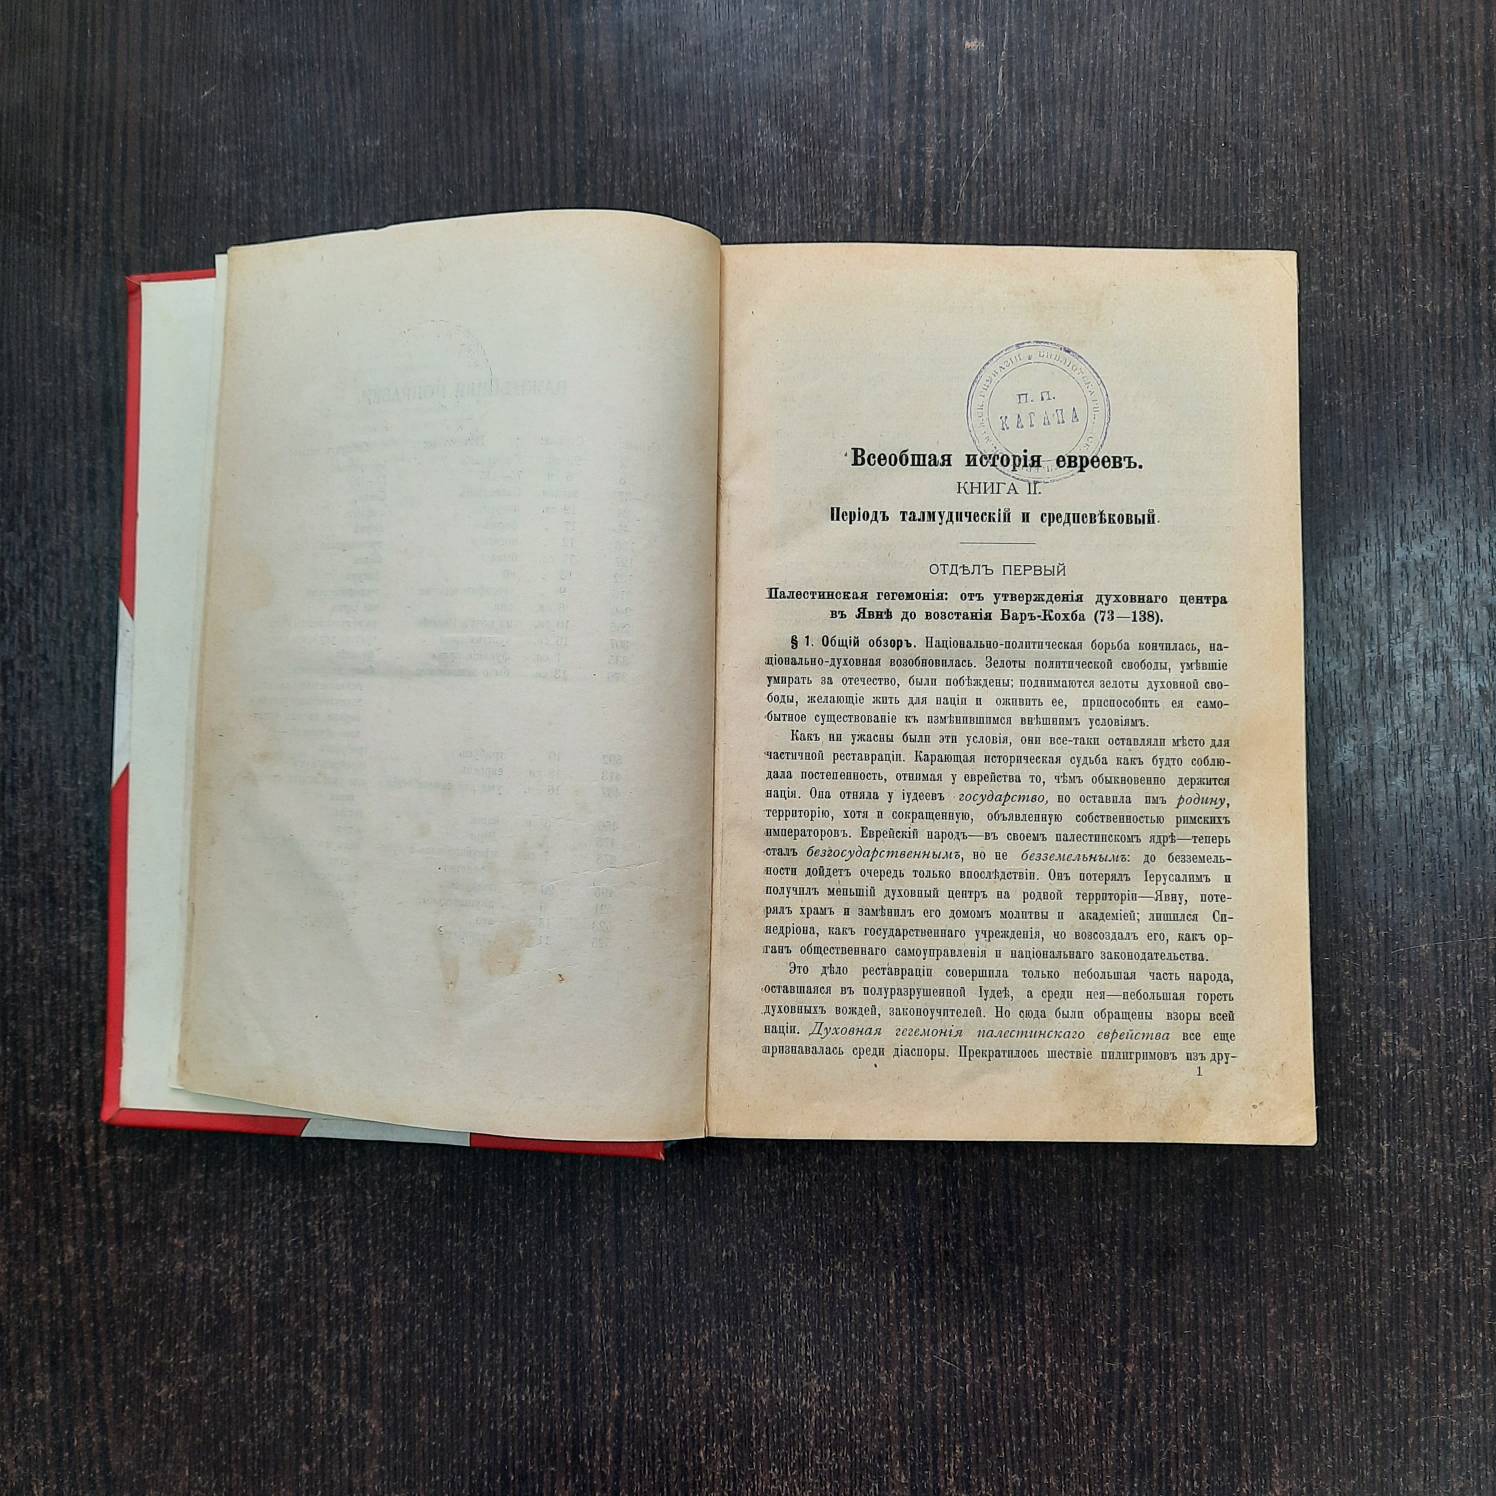 П. П.
КАГАНА
Всеобшая исторія евреевъ.
КНИГА II.
Періодъ талмудическій и средневѣковый.
ОТДѢЛЪ ПЕРВЫЙ
Палестинская гегемонія: отъ утвержденія духовнаго центра
въ Явнѣ до возстанія Баръ-Кохба (73—138).
§ 1. Общій обзоръ. Національно-политическая борьба кончилась, на-
ціонально-духовная возобновилась. Зелоты политической свободы, умѣвшіе
умирать за отечество, были побѣждены; поднимаются зелоты духовной сво-
боды, желающіе жить для націи и оживить ее, приспособить ея само-
бытное существованіе къ измѣнившимся внѣшнимъ условіямъ.
Какъ ни ужасны были эти условія, они все-таки оставляли мѣсто для
частичной реставраціи. Карающая историческая судьба какъ будто соблю-
дала постепенность, отнимая у еврейства то, чѣмъ обыкновенно держится
нація. Она отняла у іудеевъ государство, но оставила имъ родину,
территорію, хотя и сокращенную, объявленную собственностью римскихъ
императоровъ. Еврейскій народъ—въ своемъ палестинскомъ ядрѣ—теперь
сталъ безгосударственнымъ, но не безземельнымъ: до безземель-
ности дойдетъ очередь только впослѣдствіи. Онъ потерялъ Іерусалимъ и
получилъ меньшій духовный центръ на родной территоріи—Явну, поте-
рялъ храмъ и замѣнилъ его домомъ молитвы и академіей; лишился Си-
недріона, какъ государственнаго учрежденія, но возсоздалъ его, какъ ор-
ганъ общественнаго самоуправленія и національнаго законодательства.
Это дѣло реставраціи совершила только небольшая часть народа,
оставшаяся въ полуразрушенной Іудеѣ, а среди нея—небольшая горсть
духовныхъ вождей, законоучителей. Но сюда были обращены взоры всей
націи. Духовная гегемонія палестинскаго еврейства все еще
признавалась среди діаспоры. Прекратилось шествіе пилигримовъ изъ дру-
1